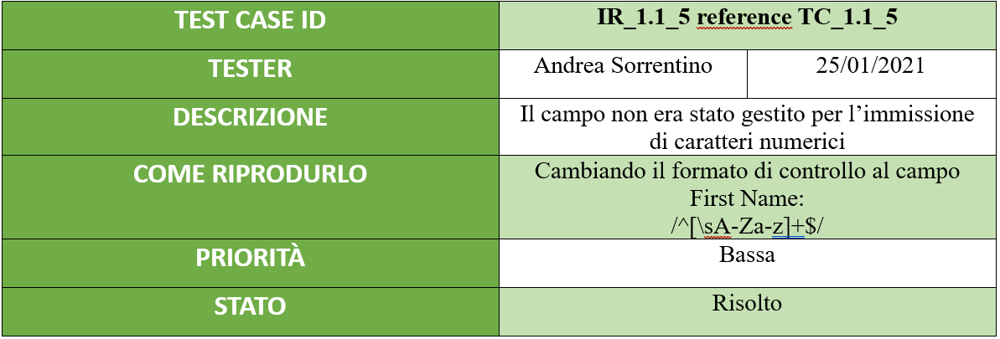 TEST CASE ID
IR_1.1_5 reference TC_1.1_5
TESTER
Andrea Sorrentino
25/01/2021
DESCRIZIONE
Il campo non era stato gestito per l’immissione
di caratteri numerici
COME RIPRODURLO
Cambiando il formato di controllo al campo
First Name:
/^[\sA-Za-z]+$/
PRIORITÀ
Bassa
STATO
Risolto